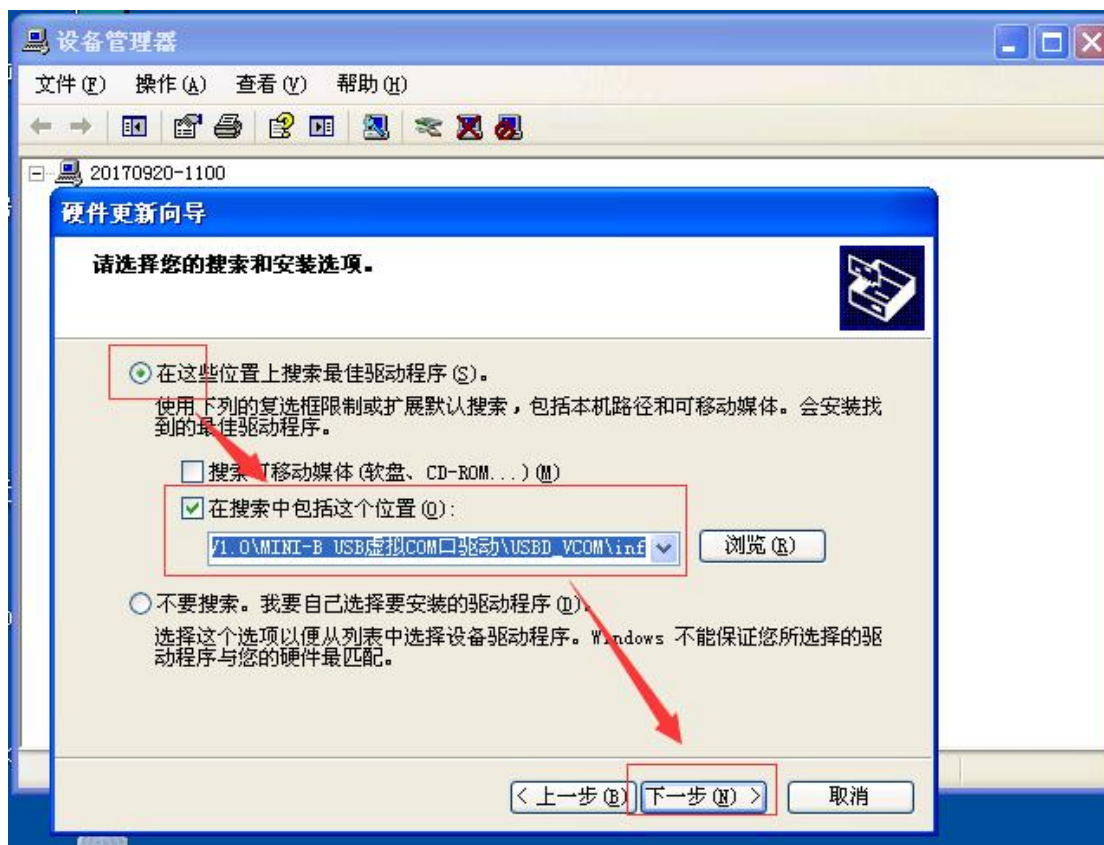 设备管理器
文件(F) 操作(A) 查看(V) 帮助(H)
20170920-1100
硬件更新向导
请选择您的搜索和安装选项。
在这些位置上搜索最佳驱动程序(S)。
使用下列的复选框限制或扩展默认搜索，包括本机路径和可移动媒体。会安装找
到的最佳驱动程序。
搜索可移动媒体(软盘、CD-ROM...)(M)
在搜索中包括这个位置(O):
V1.0\MINI-B USB虚拟COM口驱动\USBD_VCOM\inf
浏览(R)
不要搜索。我要自己选择要安装的驱动程序(D)。
选择这个选项以便从列表中选择设备驱动程序。Windows 不能保证您所选择的驱
动程序与您的硬件最匹配。
< 上一步(B) 下一步(N) > 取消